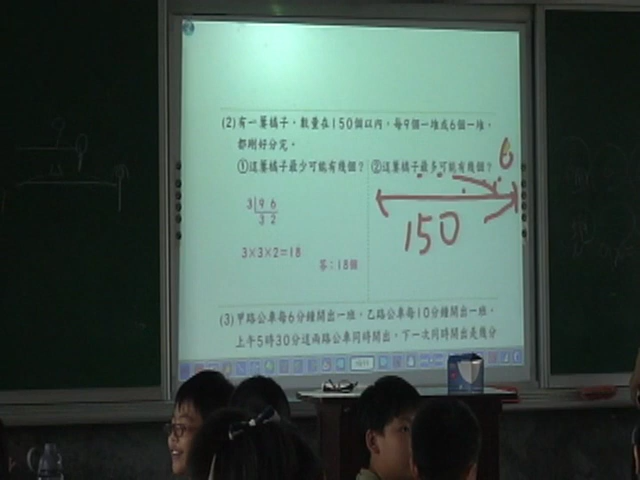 (2)有一簍橘子，數量在150個以內，每9個一堆或6個一堆，
都剛好分完。
①這簍橘子最少可能有幾個？
3 9 6
3 2
3×3×2=18
答：18個
②這簍橘子最多可能有幾個？
6
150
(3)甲路公車每6分鐘開出一班，乙路公車每10分鐘開出一班，
上午5時30分這兩路公車同時開出，下一次同時開出是幾分